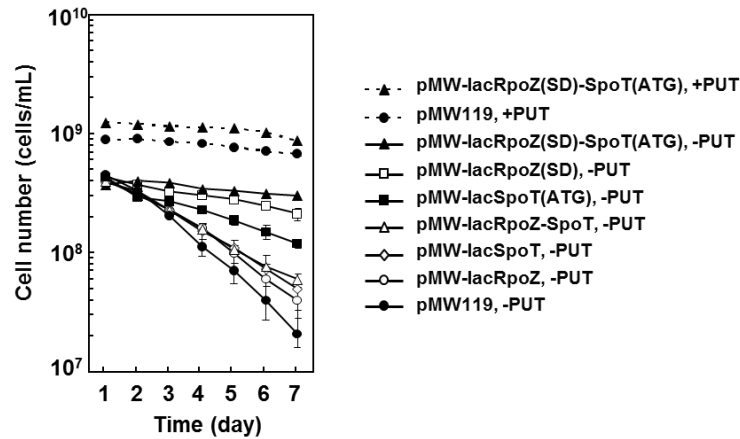 Cell number (cells/mL)
10¹⁰
10⁹
10⁸
10⁷
1 2 3 4 5 6 7
Time (day)
pMW-lacRpoZ(SD)-SpoT(ATG), +PUT
pMW119, +PUT
pMW-lacRpoZ(SD)-SpoT(ATG), -PUT
pMW-lacRpoZ(SD), -PUT
pMW-lacSpoT(ATG), -PUT
pMW-lacRpoZ-SpoT, -PUT
pMW-lacSpoT, -PUT
pMW-lacRpoZ, -PUT
pMW119, -PUT